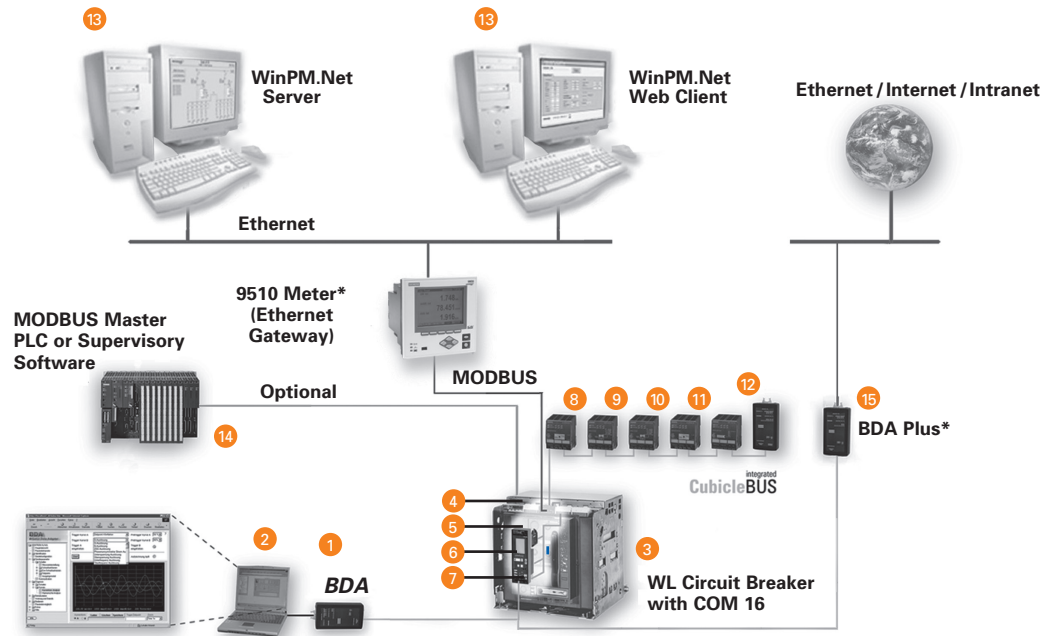 13
13
WinPM.Net
Server
WinPM.Net
Web Client
Ethernet / Internet / Intranet
Ethernet
9510 Meter*
(Ethernet
Gateway)
MODBUS Master
PLC or Supervisory
Software
Optional
MODBUS
14
8
9
10
11
12
15
BDA Plus*
integrated
CubicleBUS
4
5
6
7
3
WL Circuit Breaker
with COM 16
2
1
BDA
BDA